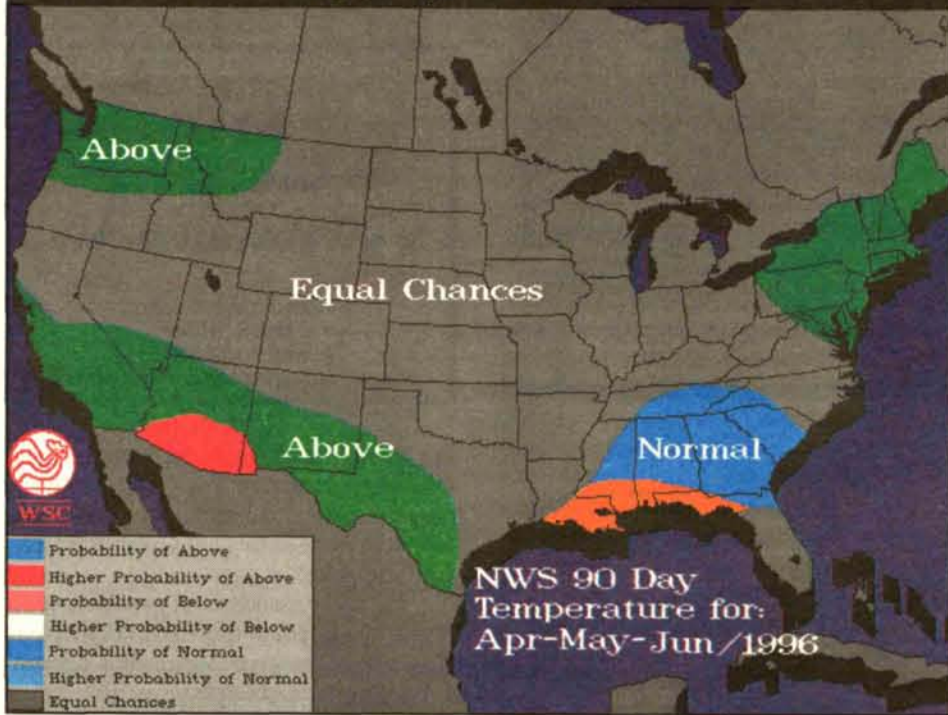 Above
Equal Chances
Above
Normal
WSC
Probability of Above
Higher Probability of Above
Probability of Below
Higher Probability of Below
Probability of Normal
Higher Probability of Normal
Equal Chances
NWS 90 Day
Temperature for:
Apr-May-Jun/1996